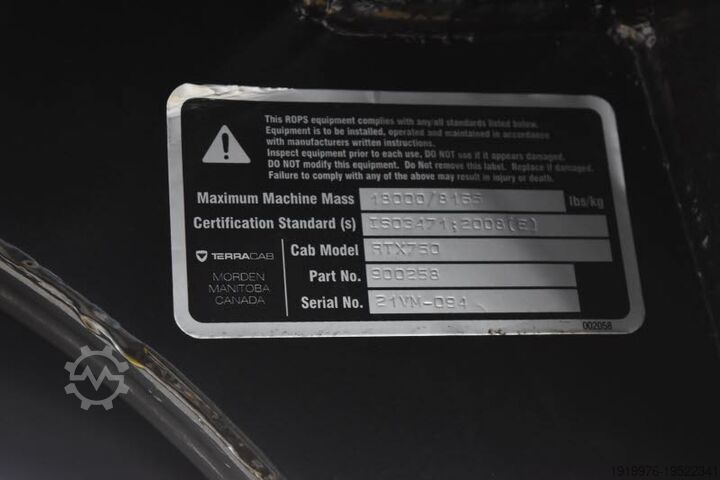 This ROPS equipment complies with any/all standards listed below.
Equipment is to be installed, operated and maintained in accordance
with manufacturers written instructions.
Inspect equipment prior to each use, DO NOT use if it appears damaged.
DO NOT modify this equipment. Do Not remove this label. Replace if damaged.
Failure to comply with any of the above may result in injury or death.
Maximum Machine Mass 18000/8165 lbs/kg
Certification Standard (s) ISO3471;2008(E)
TERRACAB
MORDEN
MANITOBA
CANADA
Cab Model RTX750
Part No. 900258
Serial No. 21VM-094
002058
1919976-19522341